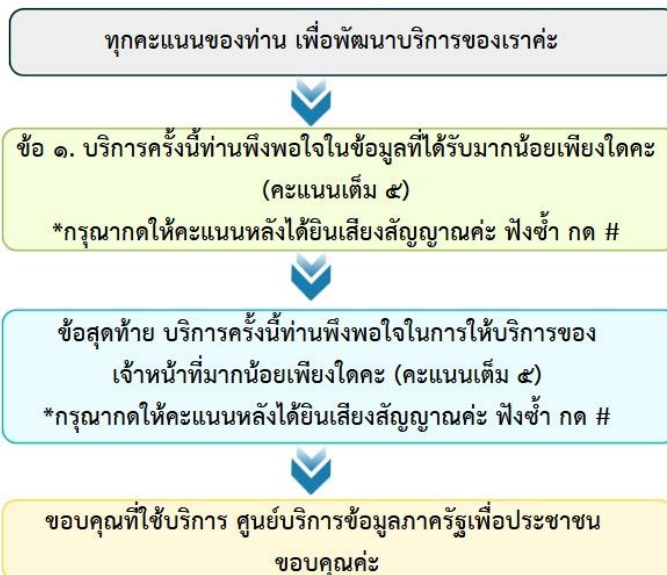 ทุกคะแนนของท่าน เพื่อพัฒนาบริการของเราค่ะ
ข้อ ๑. บริการครั้งนี้ท่านพึงพอใจในข้อมูลที่ได้รับมากน้อยเพียงใดคะ
(คะแนนเต็ม ๕)
*กรุณากดให้คะแนนหลังได้ยินเสียงสัญญาณค่ะ ฟังซ้ำ กด #
ข้อสุดท้าย บริการครั้งนี้ท่านพึงพอใจในการให้บริการของ
เจ้าหน้าที่มากน้อยเพียงใดคะ (คะแนนเต็ม ๕)
*กรุณากดให้คะแนนหลังได้ยินเสียงสัญญาณค่ะ ฟังซ้ำ กด #
ขอบคุณที่ใช้บริการ ศูนย์บริการข้อมูลภาครัฐเพื่อประชาชน
ขอบคุณค่ะ